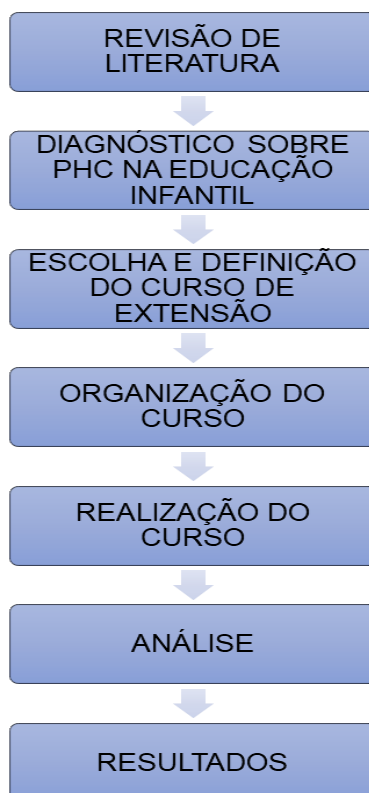 REVISÃO DE
LITERATURA
DIAGNÓSTICO SOBRE
PHC NA EDUCAÇÃO
INFANTIL
ESCOLHA E DEFINIÇÃO
DO CURSO DE
EXTENSÃO
ORGANIZAÇÃO DO
CURSO
REALIZAÇÃO DO
CURSO
ANÁLISE
RESULTADOS